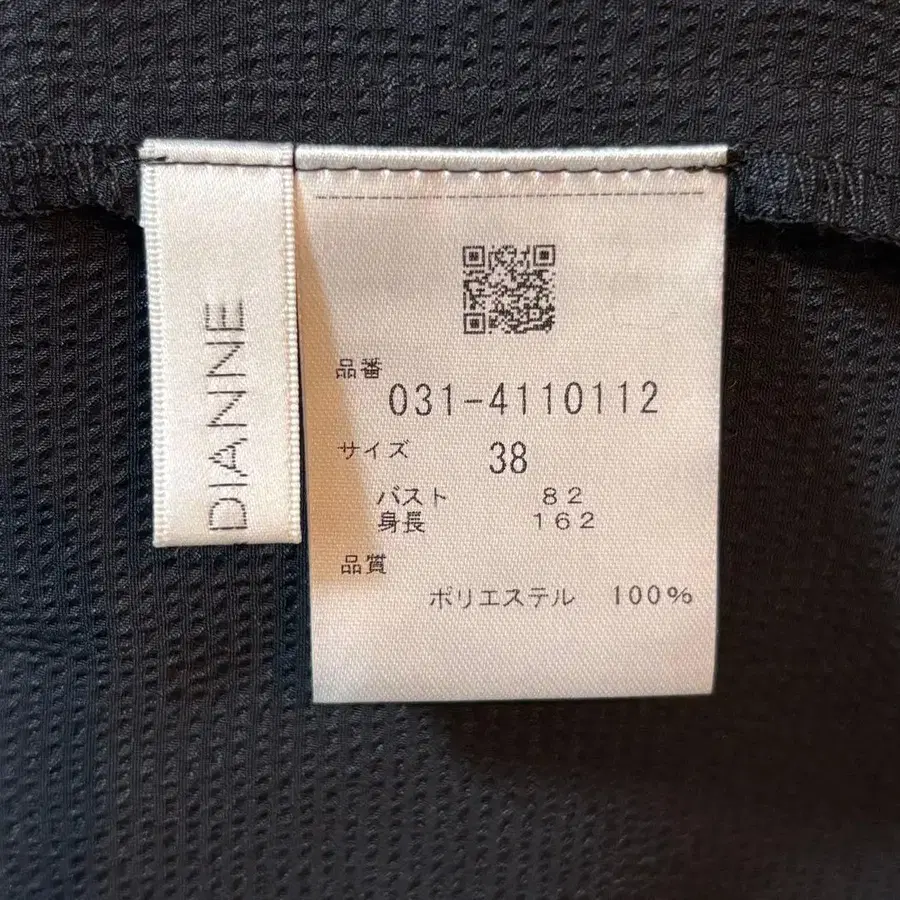 DIANNE
品番
031-4110112
サイズ 38
バスト 82
身長 162
品質
ポリエステル 100%